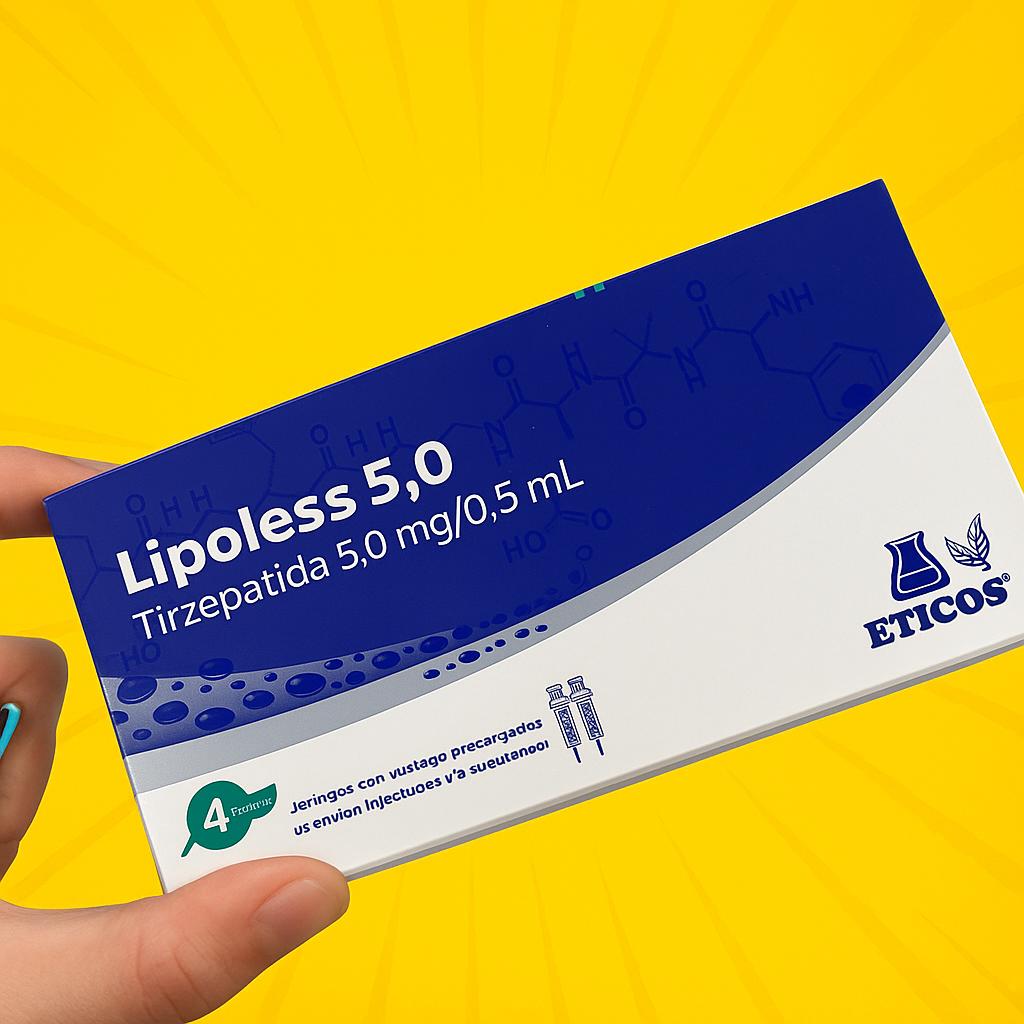 Lipoless 5,0
Tirzepatida 5,0 mg/0,5 mL
ETICOS®
4
Jeringos con vustago precargados
us envion Injectuoes v'a sueutanooı